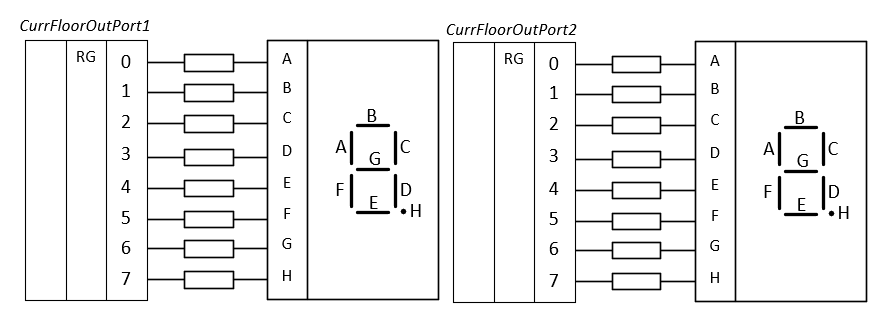 CurrFloorOutPort1
RG
0
1
2
3
4
5
6
7
A
B
C
D
E
F
G
H
B
A
C
G
F
D
E
H
CurrFloorOutPort2
RG
0
1
2
3
4
5
6
7
A
B
C
D
E
F
G
H
B
A
C
G
F
D
E
H